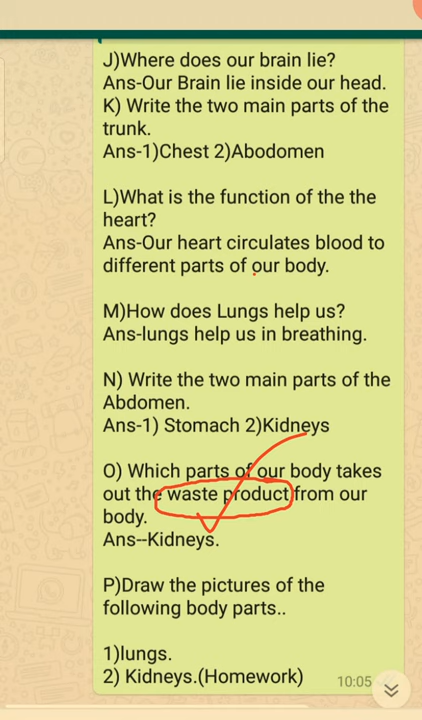 J)Where does our brain lie?
Ans-Our Brain lie inside our head.
K) Write the two main parts of the
trunk.
Ans-1)Chest 2)Abodomen
L)What is the function of the the
heart?
Ans-Our heart circulates blood to
different parts of our body.
M)How does Lungs help us?
Ans-lungs help us in breathing.
N) Write the two main parts of the
Abdomen.
Ans-1) Stomach 2)Kidneys
O) Which parts of our body takes
out the waste product from our
body.
Ans--Kidneys.
P)Draw the pictures of the
following body parts..
1)lungs.
2) Kidneys.(Homework)
10:05